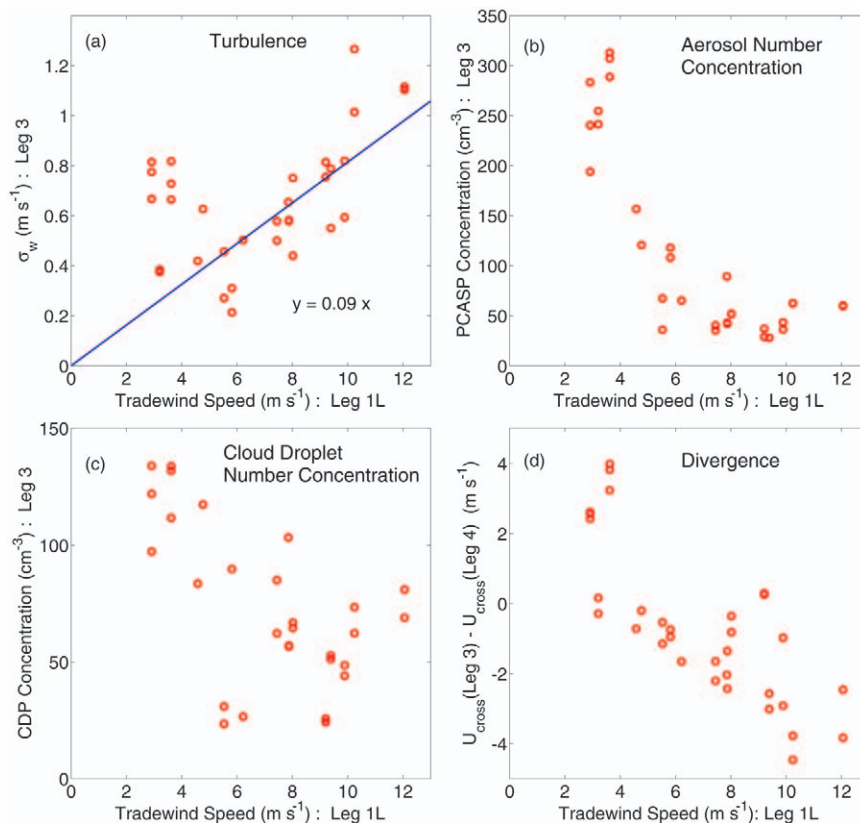 (a)
Turbulence
σw (m s-1) : Leg 3
1.2
1
0.8
0.6
0.4
0.2
0
y = 0.09 x
0 2 4 6 8 10 12
Tradewind Speed (m s-1) : Leg 1L
(b)
Aerosol Number
Concentration
PCASP Concentration (cm-3) : Leg 3
350
300
250
200
150
100
50
0
0 2 4 6 8 10 12
Tradewind Speed (m s-1) : Leg 1L
(c)
Cloud Droplet
Number Concentration
CDP Concentration (cm-3) : Leg 3
150
100
50
0
0 2 4 6 8 10 12
Tradewind Speed (m s-1) : Leg 1L
(d)
Divergence
Ucross(Leg 3) - Ucross(Leg 4) (m s-1)
4
2
0
-2
-4
0 2 4 6 8 10 12
Tradewind Speed (m s-1): Leg 1L